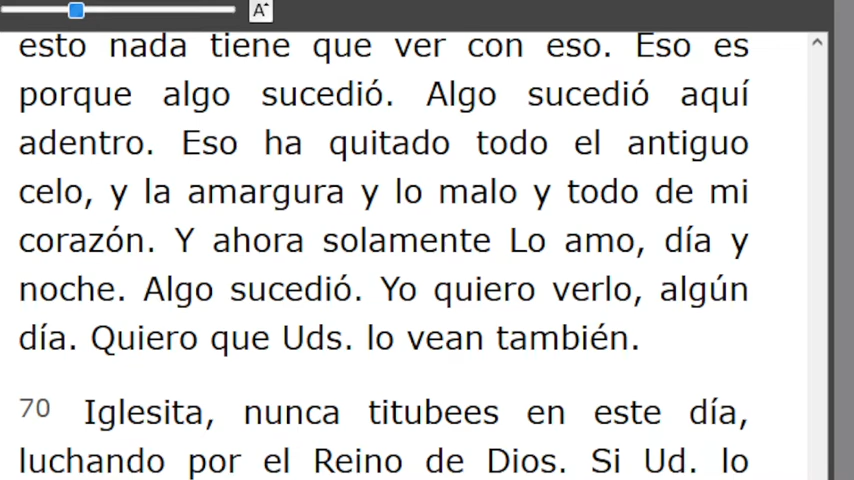 A
esto nada tiene que ver con eso. Eso es
porque algo sucedió. Algo sucedió aquí
adentro. Eso ha quitado todo el antiguo
celo, y la amargura y lo malo y todo de mi
corazón. Y ahora solamente Lo amo, día y
noche. Algo sucedió. Yo quiero verlo, algún
día. Quiero que Uds. lo vean también.
70 Iglesita, nunca titubees en este día,
luchando por el Reino de Dios. Si Ud. lo